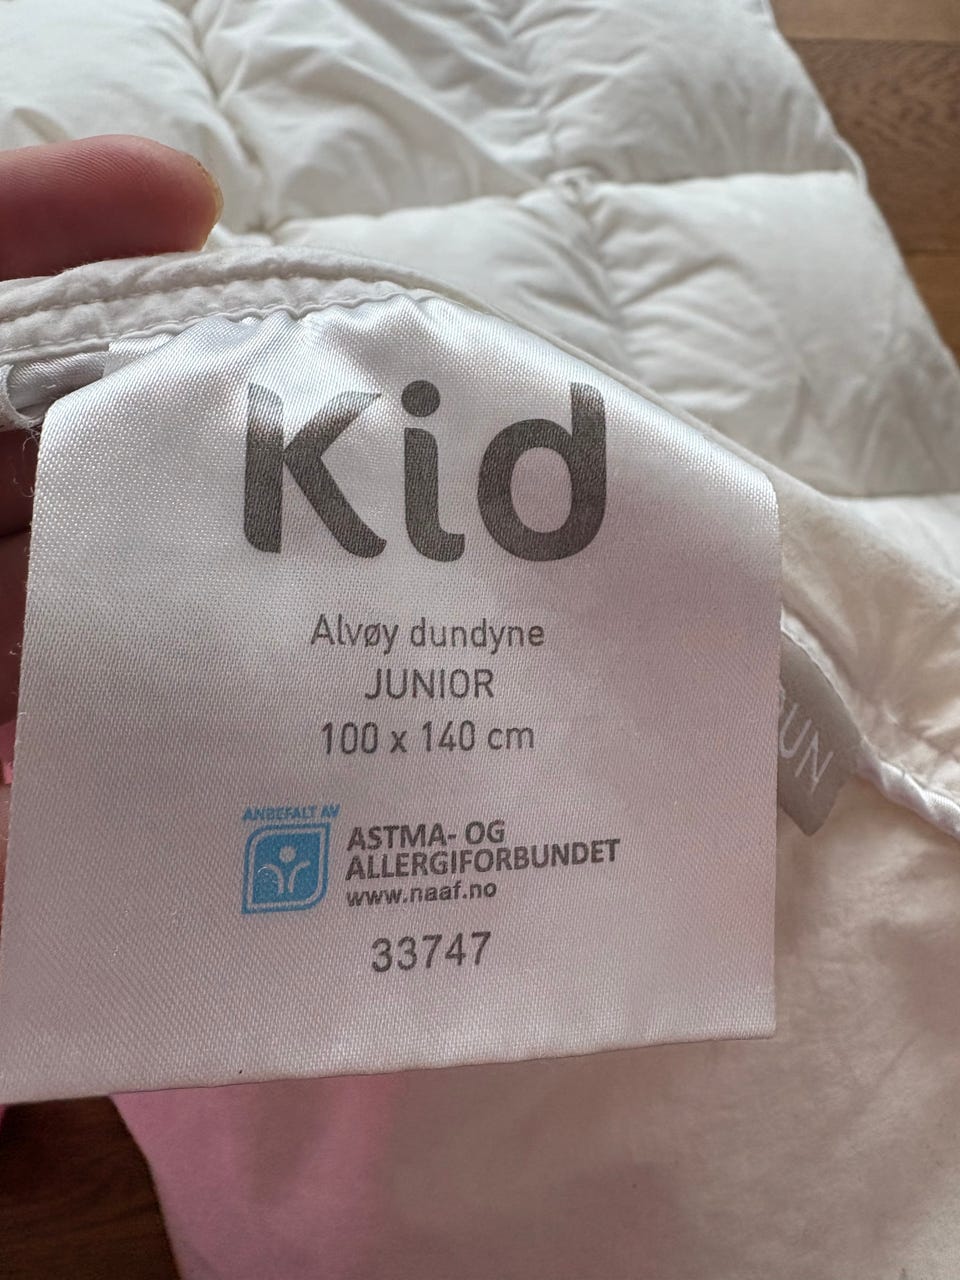 Kid
Alvøy dundyne
JUNIOR
100 x 140 cm
ANBEFALT AV
ASTMA- OG
ALLERGIFORBUNDET
www.naaf.no
33747